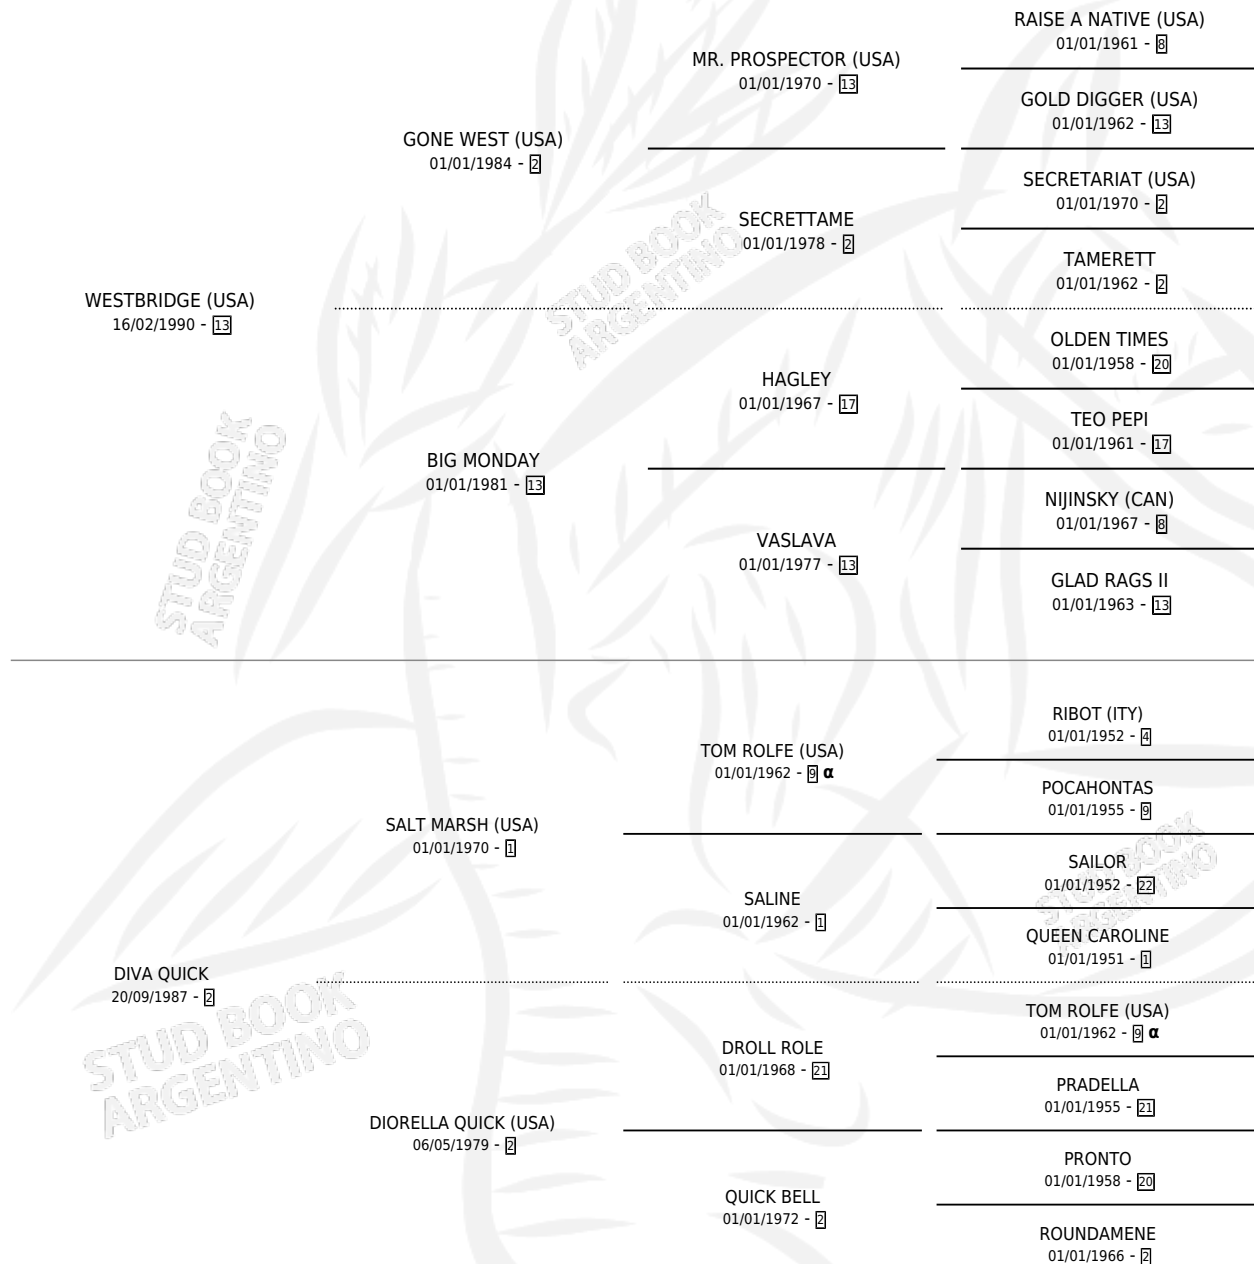 RAISE A NATIVE (USA)
01/01/1961 - 8
MR. PROSPECTOR (USA)
01/01/1970 - 13
GOLD DIGGER (USA)
01/01/1962 - 13
GONE WEST (USA)
01/01/1984 - 2
SECRETARIAT (USA)
01/01/1970 - 2
SECRETTAME
01/01/1978 - 2
TAMERETT
01/01/1962 - 2
WESTBRIDGE (USA)
16/02/1990 - 13
OLDEN TIMES
01/01/1958 - 20
HAGLEY
01/01/1967 - 17
TEO PEPI
01/01/1961 - 17
BIG MONDAY
01/01/1981 - 13
NIJINSKY (CAN)
01/01/1967 - 8
VASLAVA
01/01/1977 - 13
GLAD RAGS II
01/01/1963 - 13
RIBOT (ITY)
01/01/1952 - 4
TOM ROLFE (USA)
01/01/1962 - 9 α
POCAHONTAS
01/01/1955 - 9
SALT MARSH (USA)
01/01/1970 - 1
SAILOR
01/01/1952 - 22
SALINE
01/01/1962 - 1
QUEEN CAROLINE
01/01/1951 - 1
DIVA QUICK
20/09/1987 - 2
TOM ROLFE (USA)
01/01/1962 - 9 α
DROLL ROLE
01/01/1968 - 21
PRADELLA
01/01/1955 - 21
DIORELLA QUICK (USA)
06/05/1979 - 2
PRONTO
01/01/1958 - 20
QUICK BELL
01/01/1972 - 2
ROUNDAMENE
01/01/1966 - 2
STUD BOOK
ARGENTINO
STUD BOOK
ARGENTINO
STUD BOOK
ARGENTINO
STUD BOOK
ARGENTINO